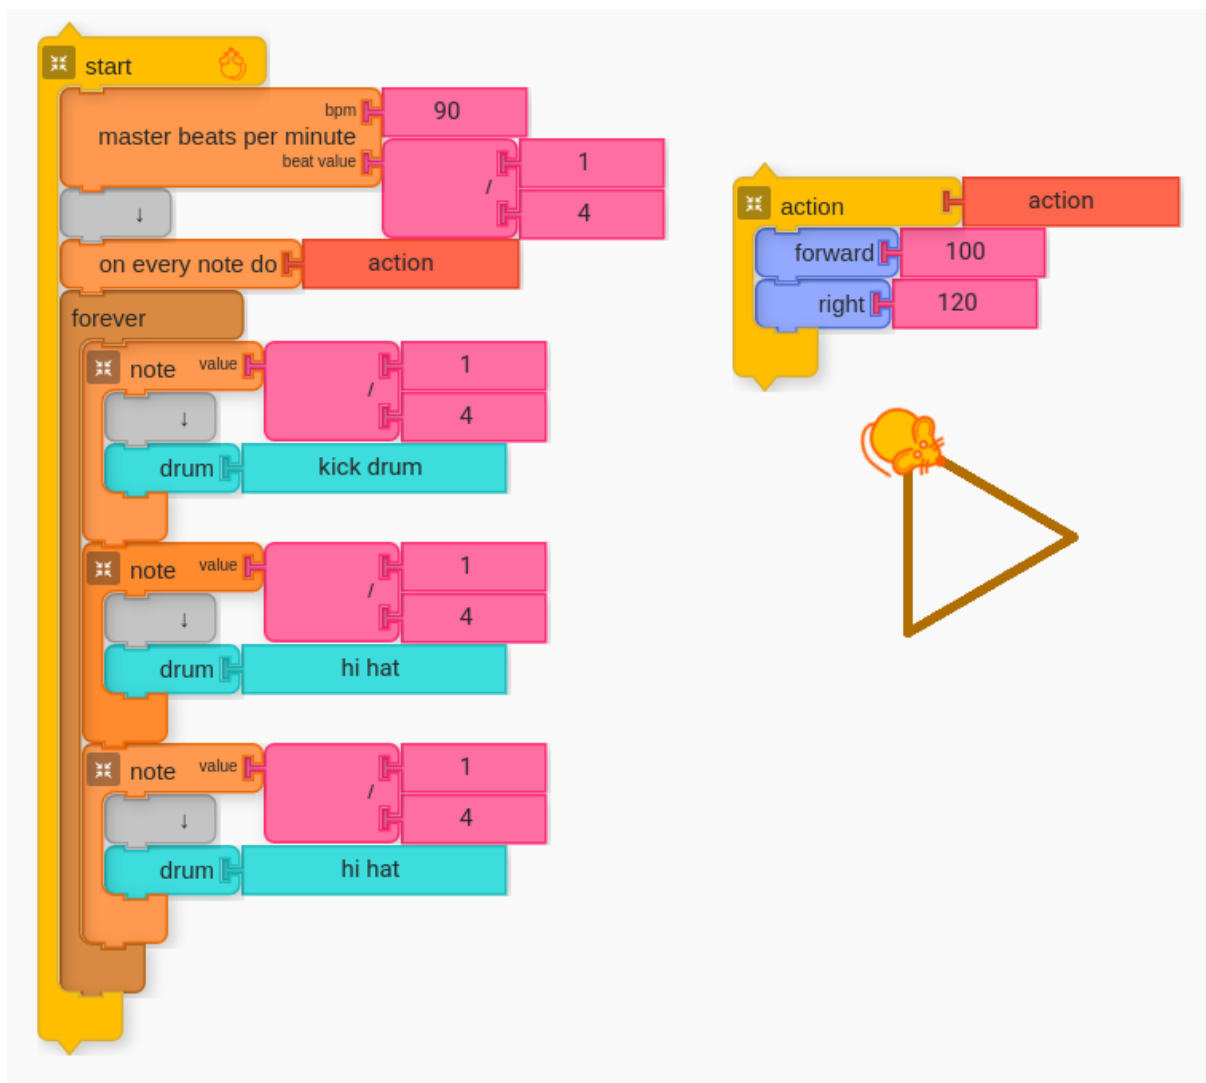 start
bpm 90
master beats per minute
beat value / 1
4
↓
on every note do action
forever
note value / 1
4
↓
drum kick drum
note value / 1
4
↓
drum hi hat
note value / 1
4
↓
drum hi hat
action action
forward 100
right 120